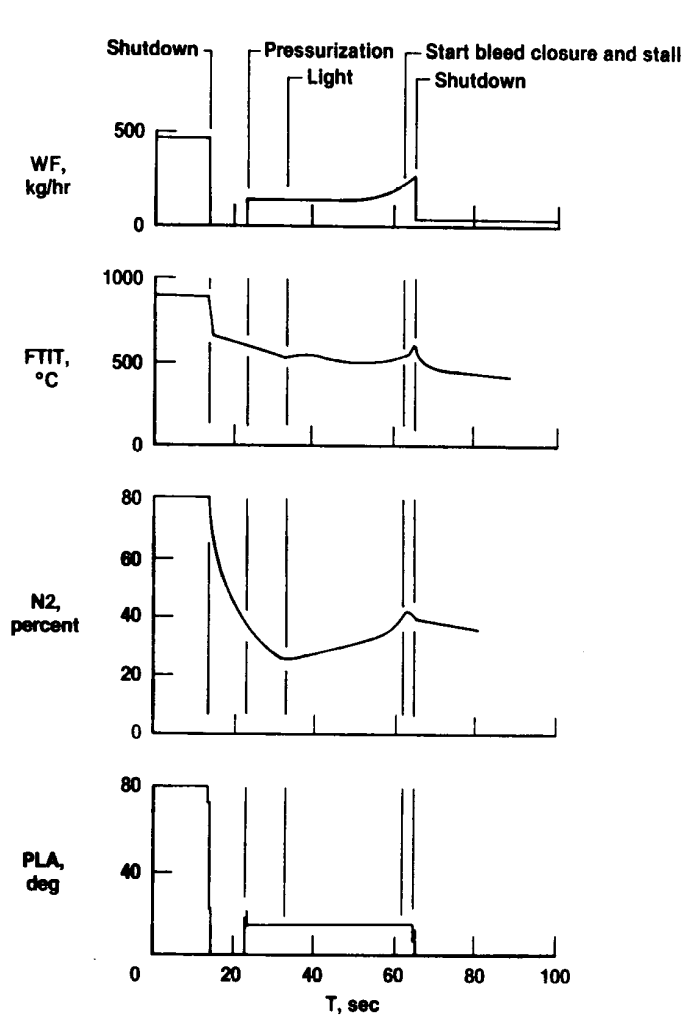 Shutdown
Pressurization
Start bleed closure and stall
Light
Shutdown
500
WF,
kg/hr
0
1000
FTIT,
°C
500
0
80
60
N2,
percent
40
20
0
80
PLA,
deg
40
0 20 40 60 80 100
T, sec